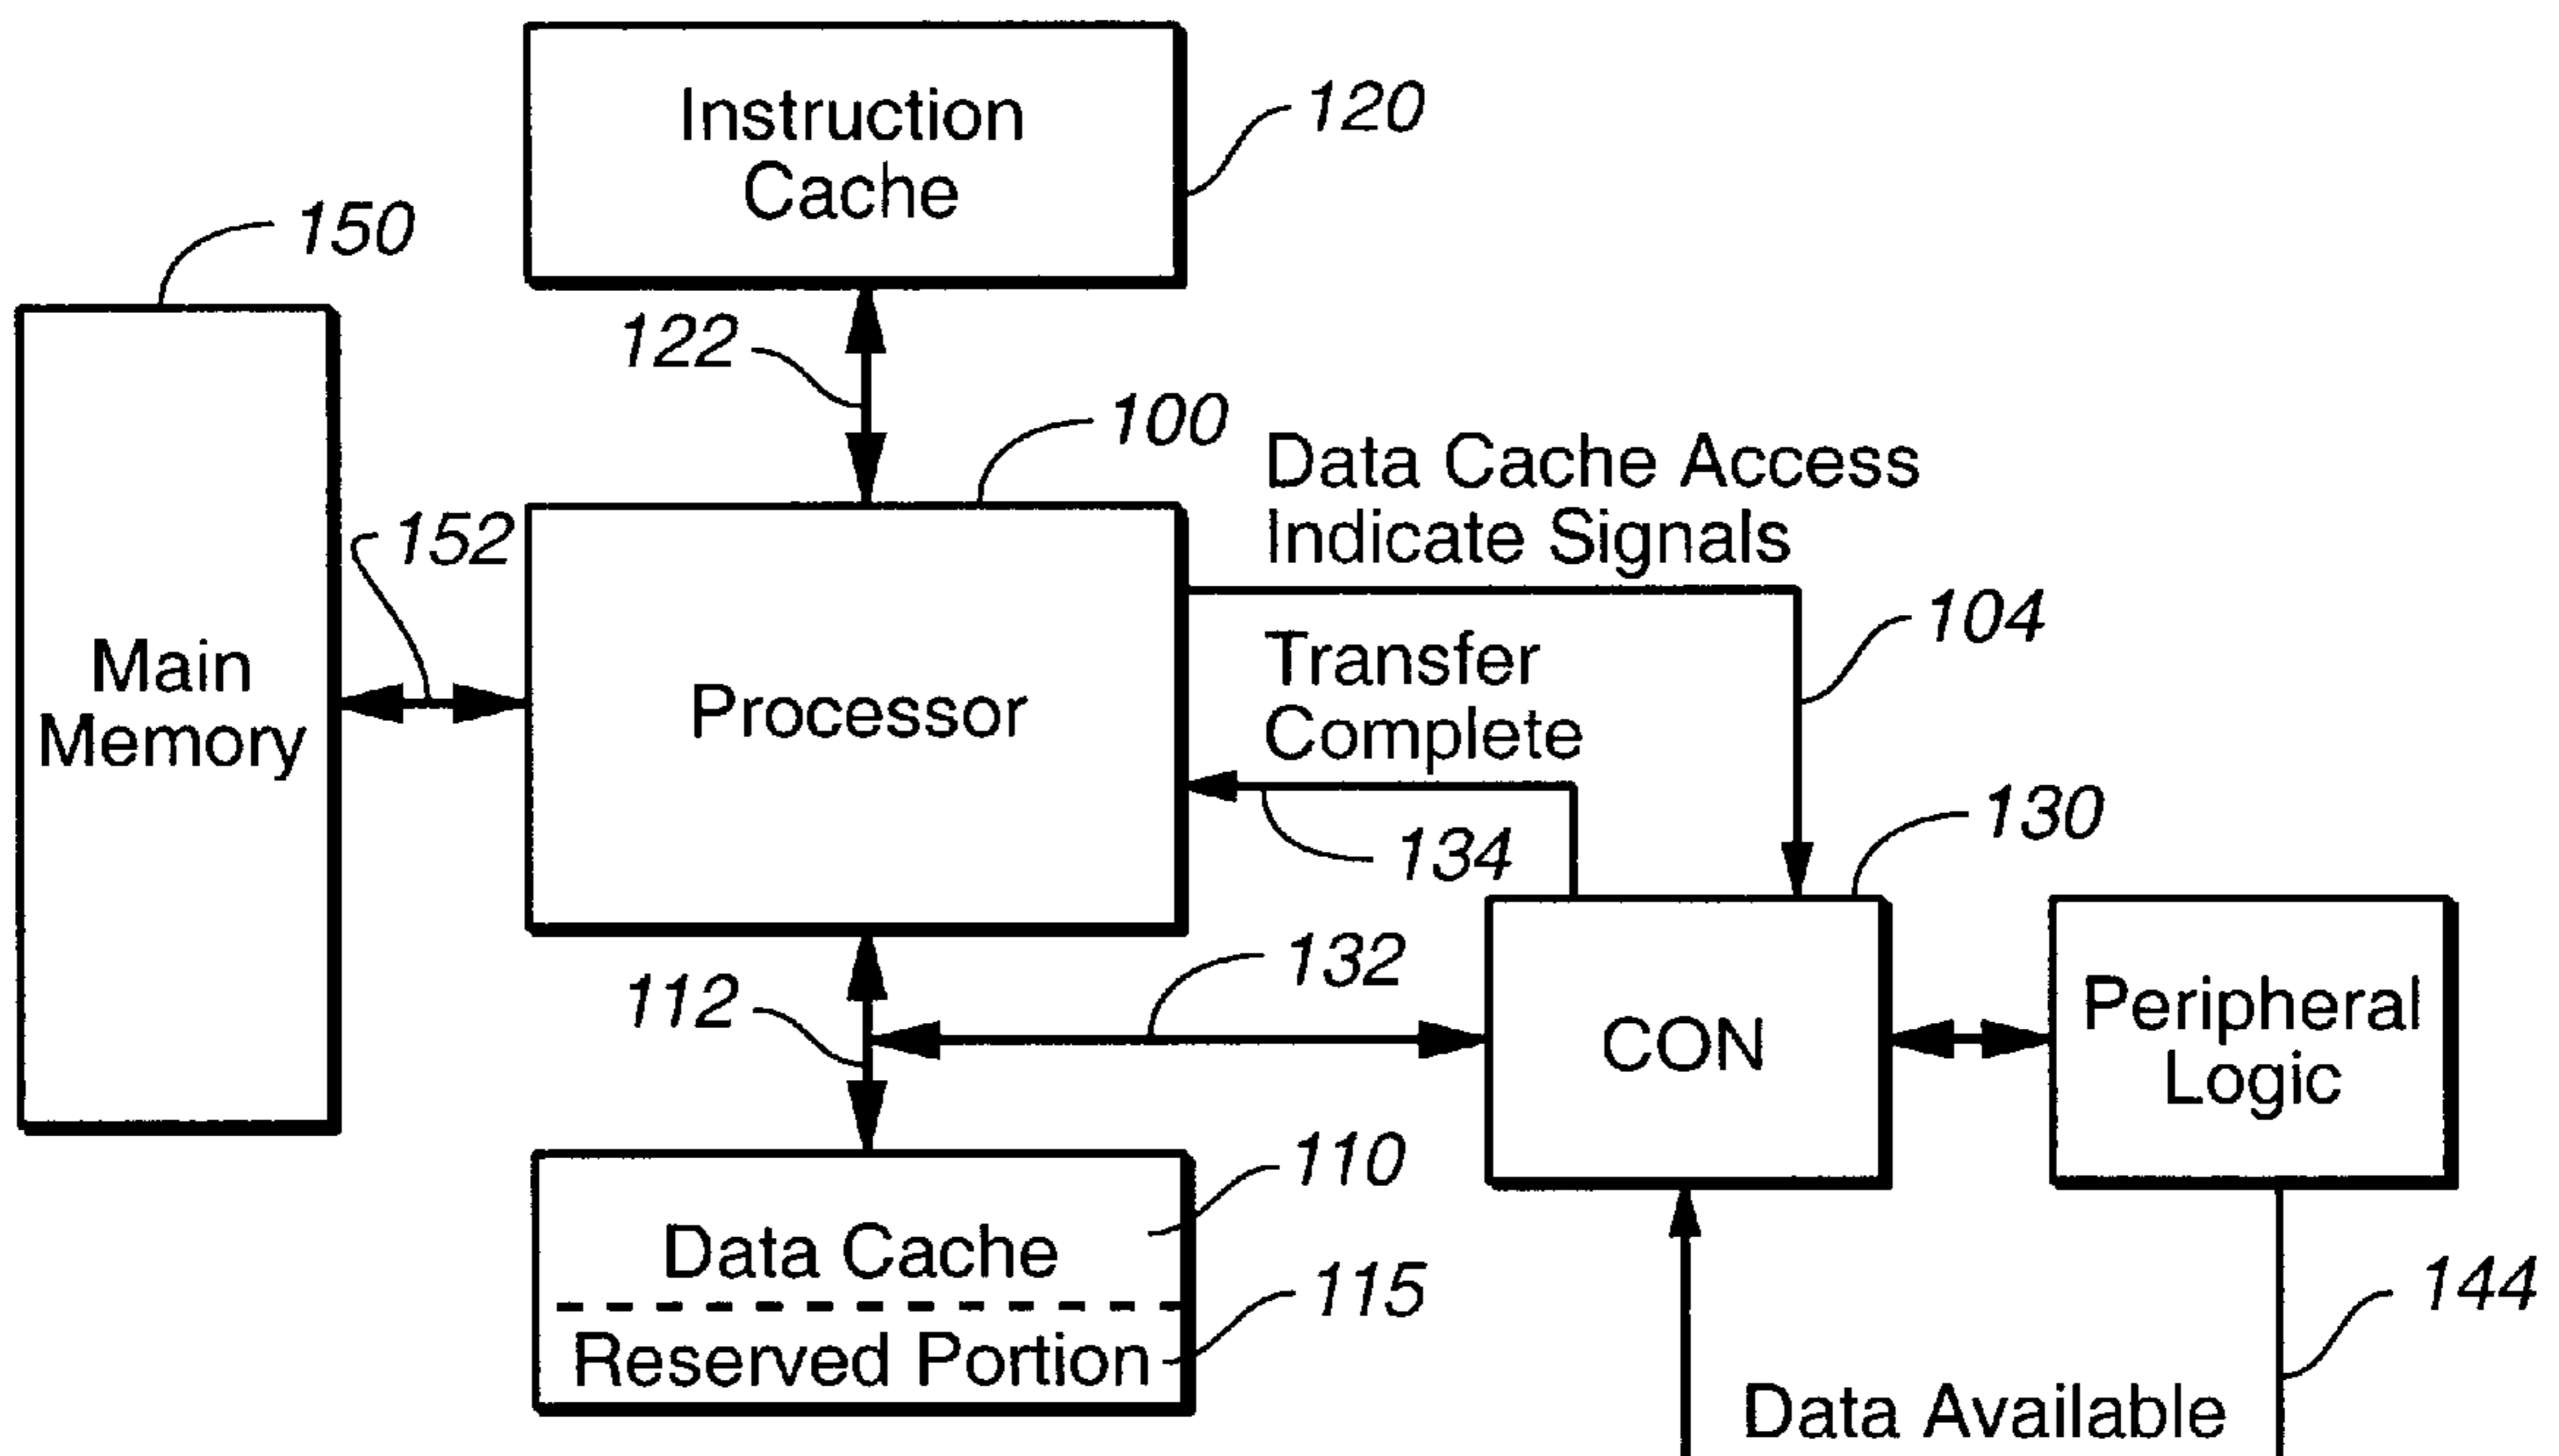 Instruction
Cache
120
150
122
100
Data Cache Access
Indicate Signals
152
104
Main
Memory
Processor
Transfer
Complete
134
130
132
112
CON
Peripheral
Logic
110
Data Cache
115
Reserved Portion
144
Data Available